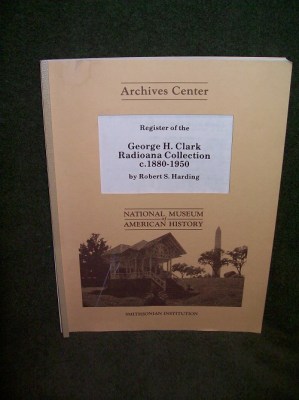 Archives Center
Register of the
George H. Clark
Radioana Collection
c.1880-1950
by Robert S. Harding
NATIONAL MUSEUM
of
AMERICAN HISTORY
SMITHSONIAN INSTITUTION